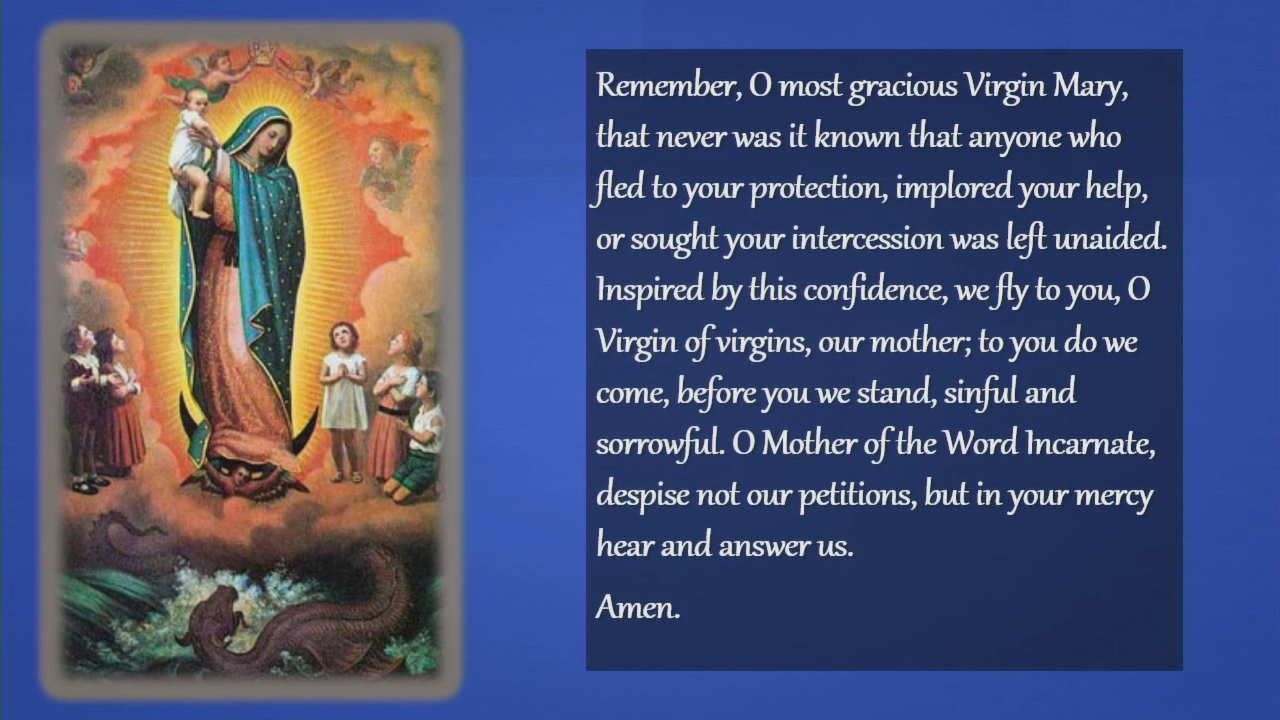 Remember, O most gracious Virgin Mary,
that never was it known that anyone who
fled to your protection, implored your help,
or sought your intercession was left unaided.
Inspired by this confidence, we fly to you, O
Virgin of virgins, our mother; to you do we
come, before you we stand, sinful and
sorrowful. O Mother of the Word Incarnate,
despise not our petitions, but in your mercy
hear and answer us.
Amen.